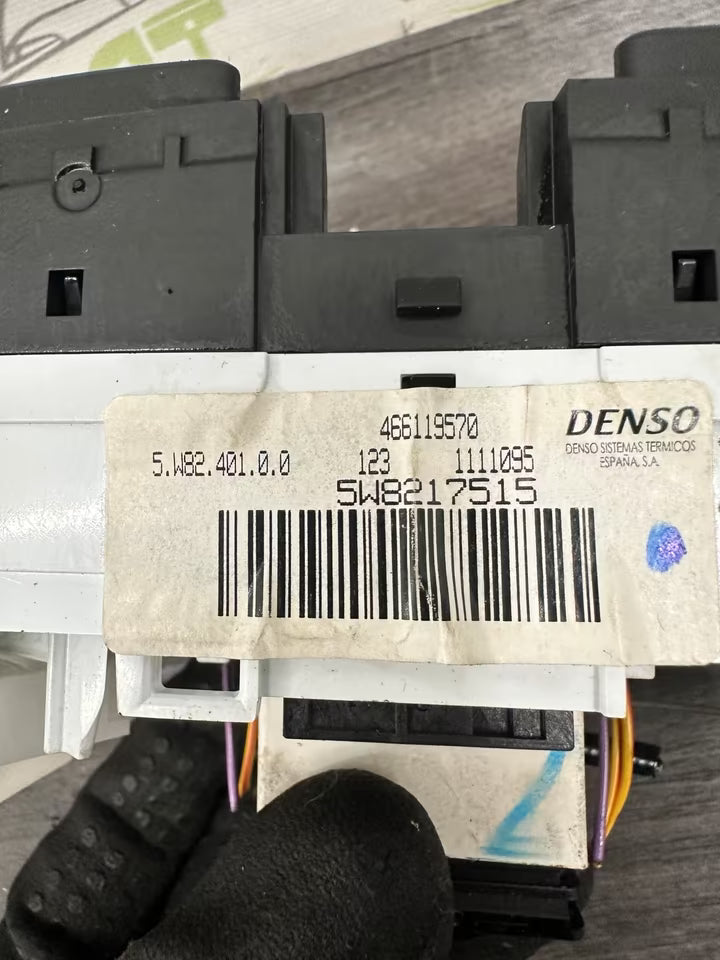 466119570
DENSO
5.W82.401.0.0 123 1111095
DENSO SISTEMAS TERMICOS
ESPAÑA, S.A.
5W8217515